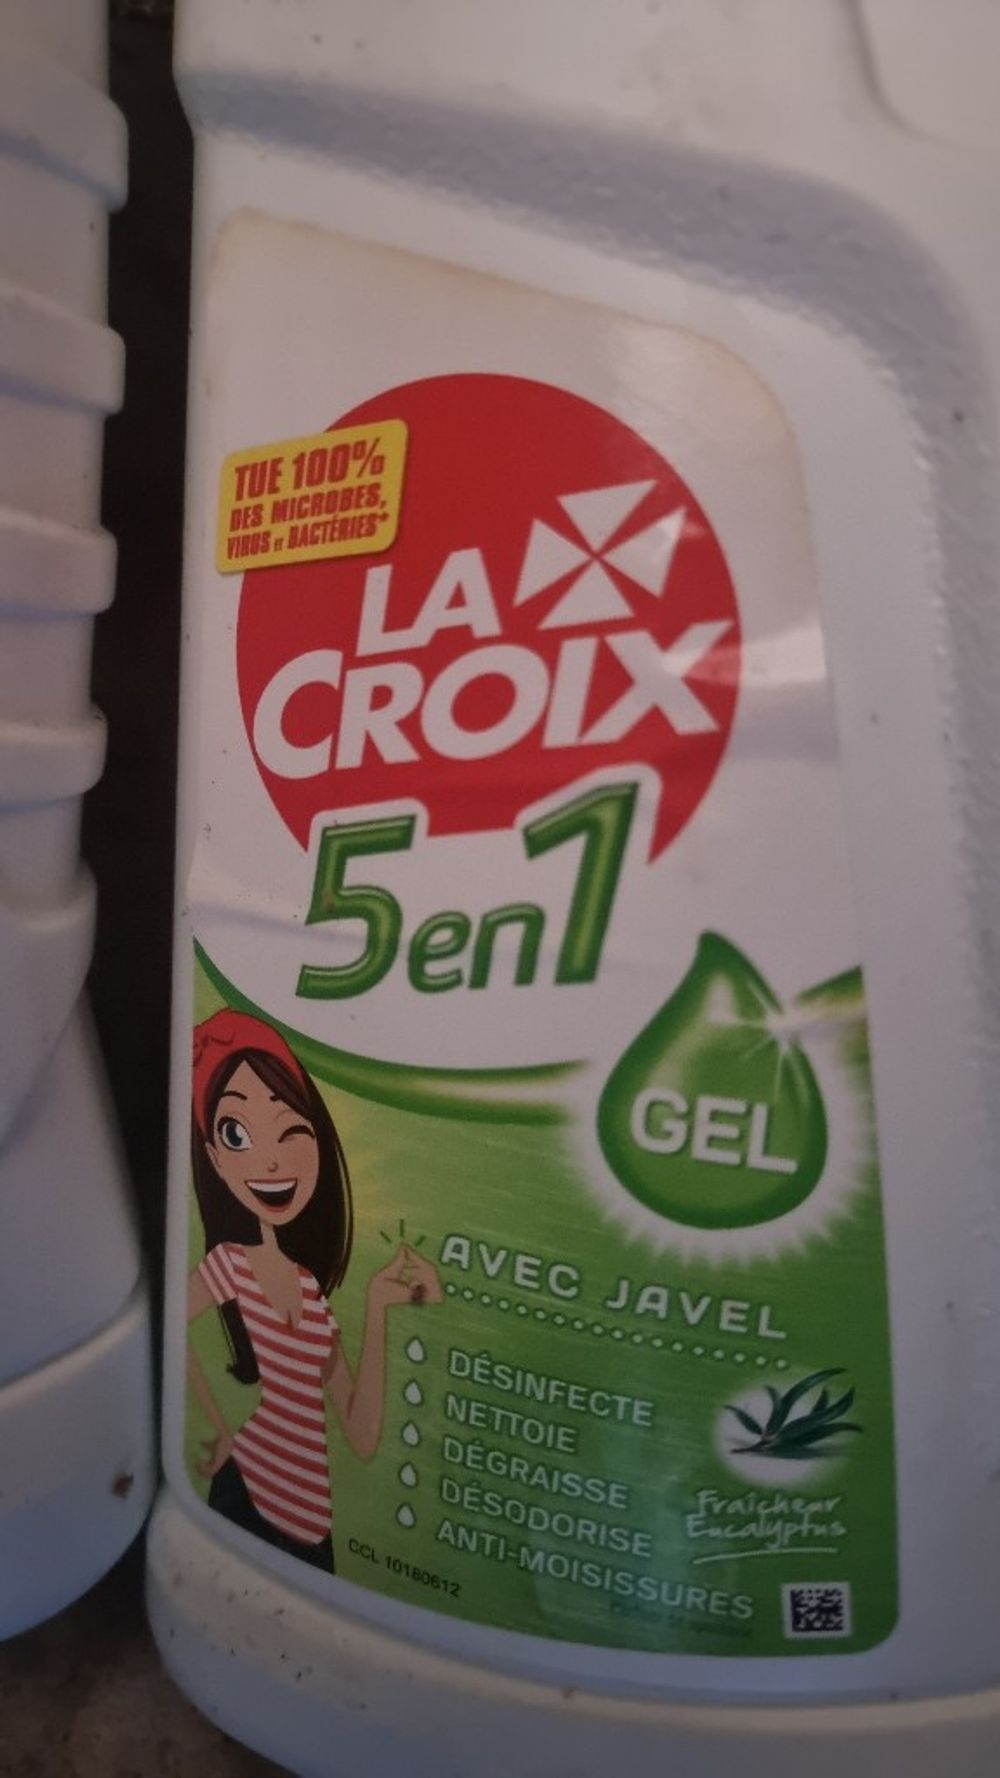 TUE 100%
DES MICROBES,
VIRUS ET BACTÉRIES*
LA
CROIX
5en1
GEL
AVEC JAVEL
DÉSINFECTE
NETTOIE
DÉGRAISSE
DÉSODORISE
ANTI-MOISISSURES
Fraîcheur
Eucalyptus
CCL 10180612